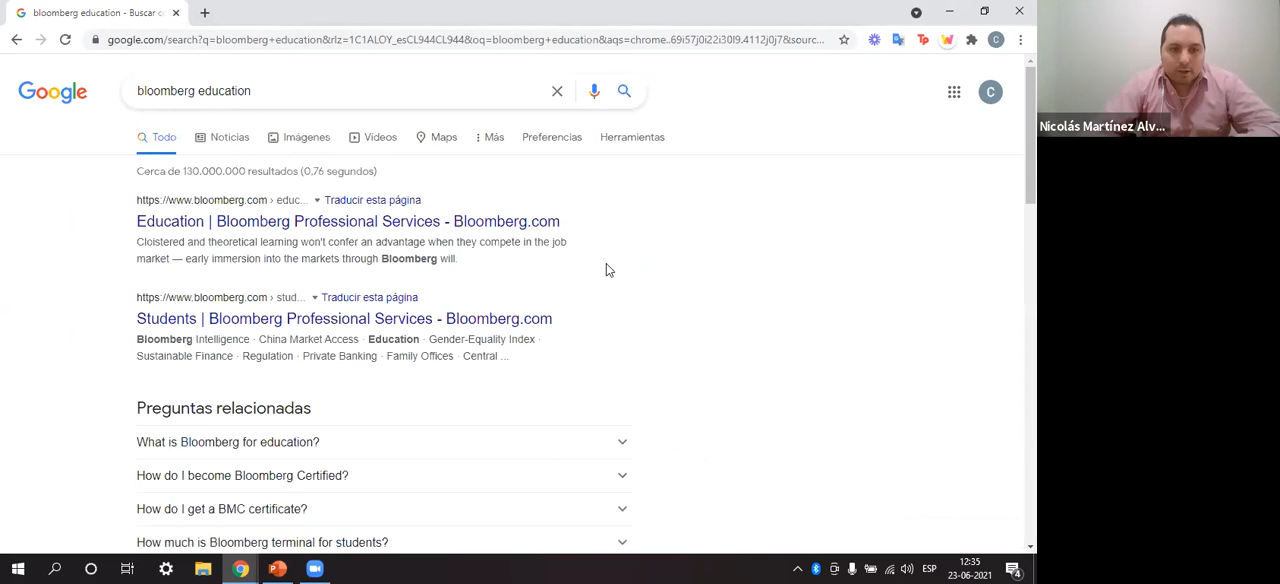 bloomberg education - Buscar co
google.com/search?q=bloomberg+education&rlz=1C1ALOY_esCL944CL944&oq=bloomberg+education&aqs=chrome..69i57j0i22i30l9.4112j0j7&sourc...
Google
bloomberg education
C
Todo
Noticias
Imágenes
Videos
Maps
Más
Preferencias
Herramientas
Cerca de 130.000.000 resultados (0,76 segundos)
https://www.bloomberg.com › educ... Traducir esta página
Education | Bloomberg Professional Services - Bloomberg.com
Cloistered and theoretical learning won't confer an advantage when they compete in the job
market — early immersion into the markets through Bloomberg will.
https://www.bloomberg.com › stud... Traducir esta página
Students | Bloomberg Professional Services - Bloomberg.com
Bloomberg Intelligence · China Market Access · Education · Gender-Equality Index ·
Sustainable Finance · Regulation · Private Banking · Family Offices · Central ...
Preguntas relacionadas
What is Bloomberg for education?
How do I become Bloomberg Certified?
How do I get a BMC certificate?
How much is Bloomberg terminal for students?
Nicolás Martínez Alv...
ESP
12:35
23-06-2021
4